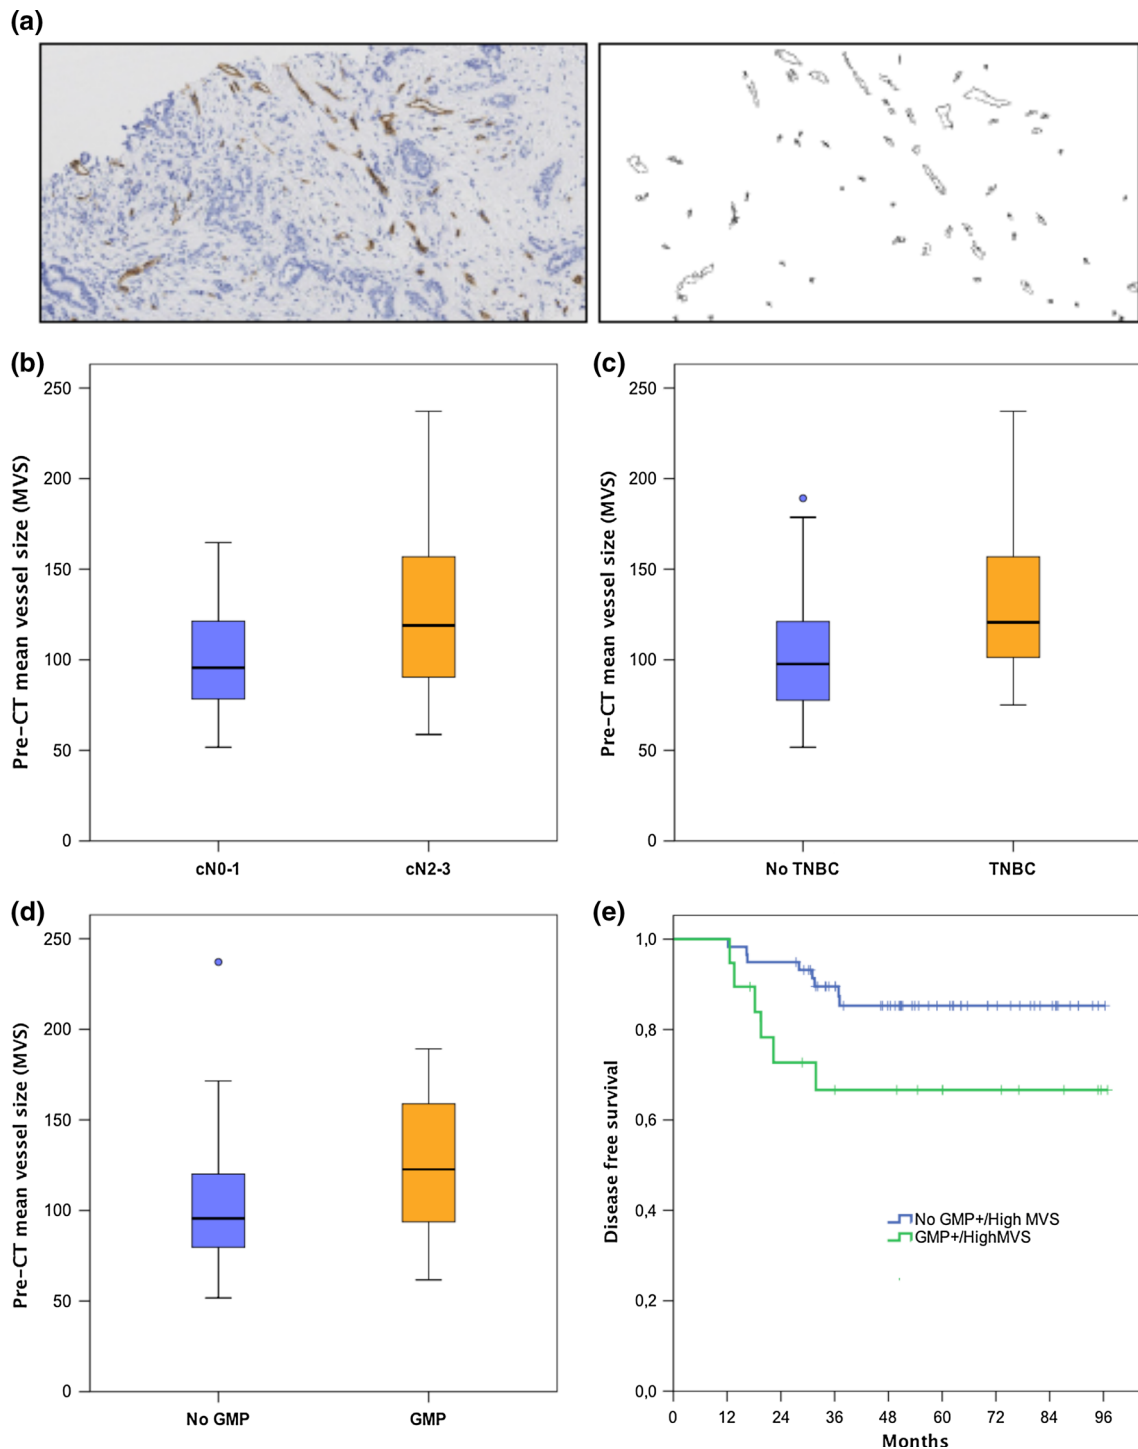 (a)
(b)
Pre-CT mean vessel size (MVS)
250
200
150
100
50
0
cN0-1
cN2-3
(c)
Pre-CT mean vessel size (MVS)
250
200
150
100
50
0
No TNBC
TNBC
(d)
Pre-CT mean vessel size (MVS)
250
200
150
100
50
0
No GMP
GMP
(e)
Disease free survival
1,0
0,8
0,6
0,4
0,2
0,0
No GMP+/High MVS
GMP+/HighMVS
0 12 24 36 48 60 72 84 96
Months